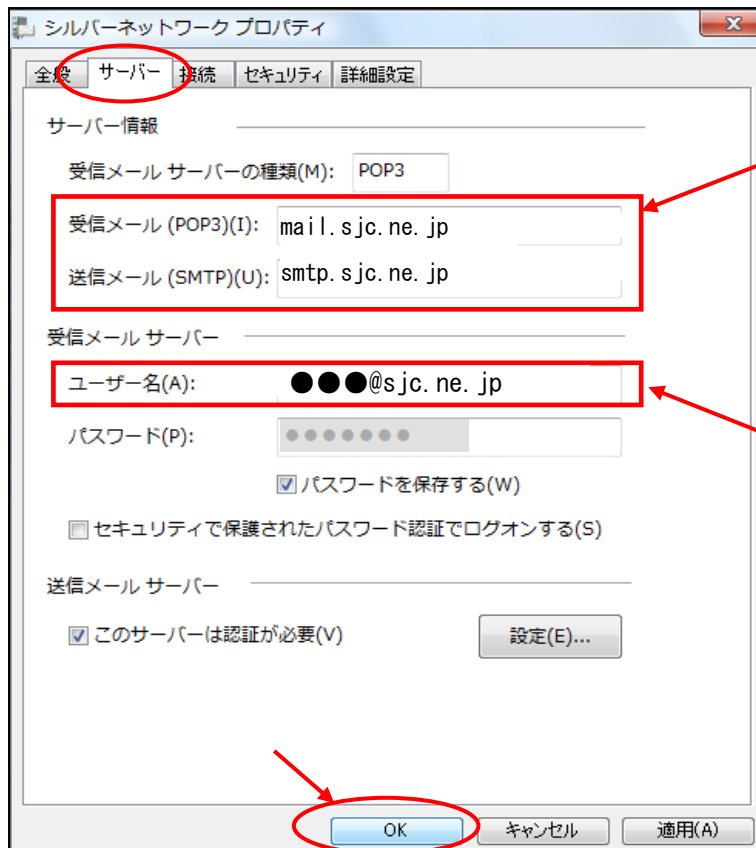 シルバーネットワーク プロパティ
全般 サーバー 接続 セキュリティ 詳細設定
サーバー情報
受信メール サーバーの種類(M): POP3
受信メール (POP3)(I): mail.sjc.ne.jp
送信メール (SMTP)(U): smtp.sjc.ne.jp
受信メール サーバー
ユーザー名(A): ●●●@sjc.ne.jp
パスワード(P): ●●●●●●●
パスワードを保存する(W)
セキュリティで保護されたパスワード認証でログオンする(S)
送信メール サーバー
このサーバーは認証が必要(V) 設定(E)...
OK キャンセル 適用(A)